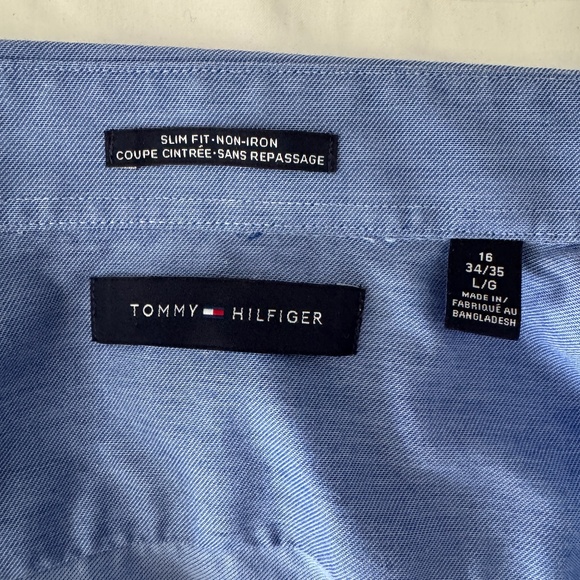 SLIM FIT·NON-IRON
COUPE CINTRÉE·SANS REPASSAGE
TOMMY HILFIGER
16
34/35
L/G
MADE IN/
FABRIQUÉ AU
BANGLADESH